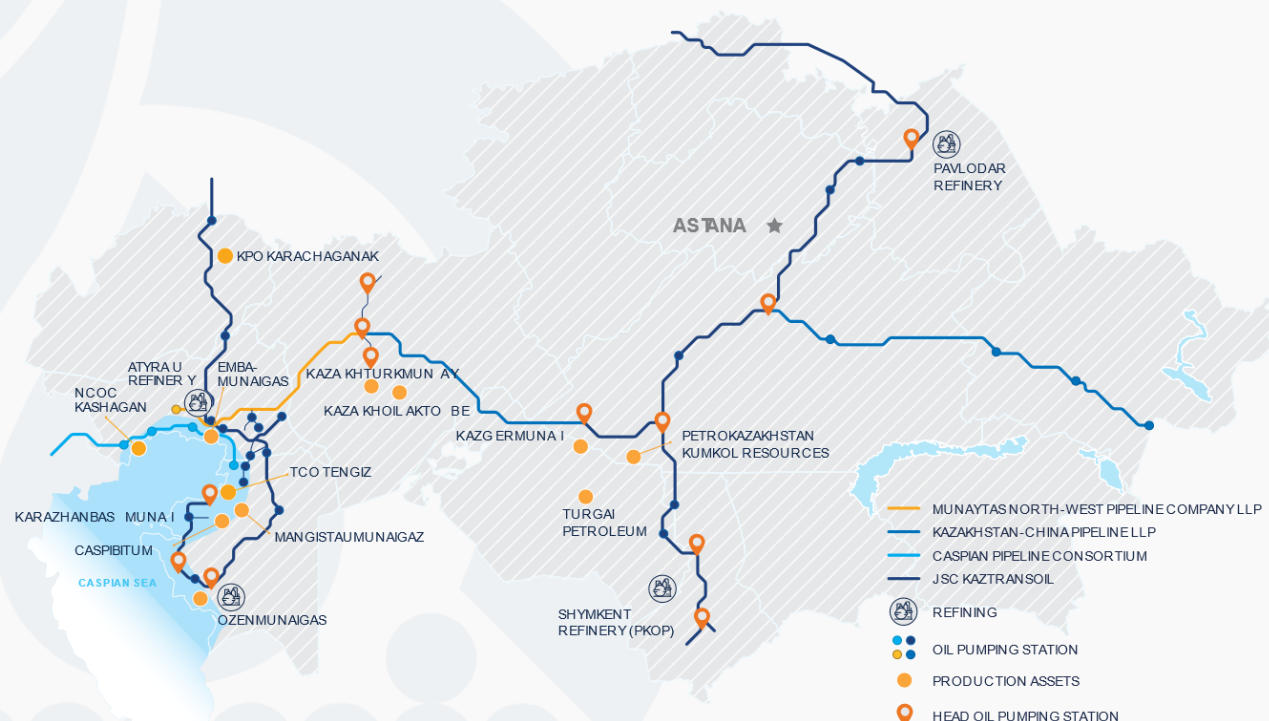 PAVLODAR
REFINERY
ASTANA
KPO KARACHAGANAK
ATYRA U
REFINER Y
EMBA-
MUNAIGAS
NCOC
KASHAGAN
KAZA KHTURKMUN AY
KAZA KHOIL AKTO BE
KAZG ERMUNA I
PETROKAZAKHSTAN
KUMKOL RESOURCES
TCO TENGIZ
TURGAI
PETROLEUM
KARAZHANBAS MUNA I
MANGISTAUMUNAIGAZ
CASPIBITUM
CASPIAN SEA
OZENMUNAIGAS
SHYMKENT
REFINERY (PKOP)
MUNAYTAS NORTH-WEST PIPELINE COMPANY LLP
KAZAKHSTAN-CHINA PIPELINE LLP
CASPIAN PIPELINE CONSORTIUM
JSC KAZTRANSOIL
REFINING
OIL PUMPING STATION
PRODUCTION ASSETS
HEAD OIL PUMPING STATION